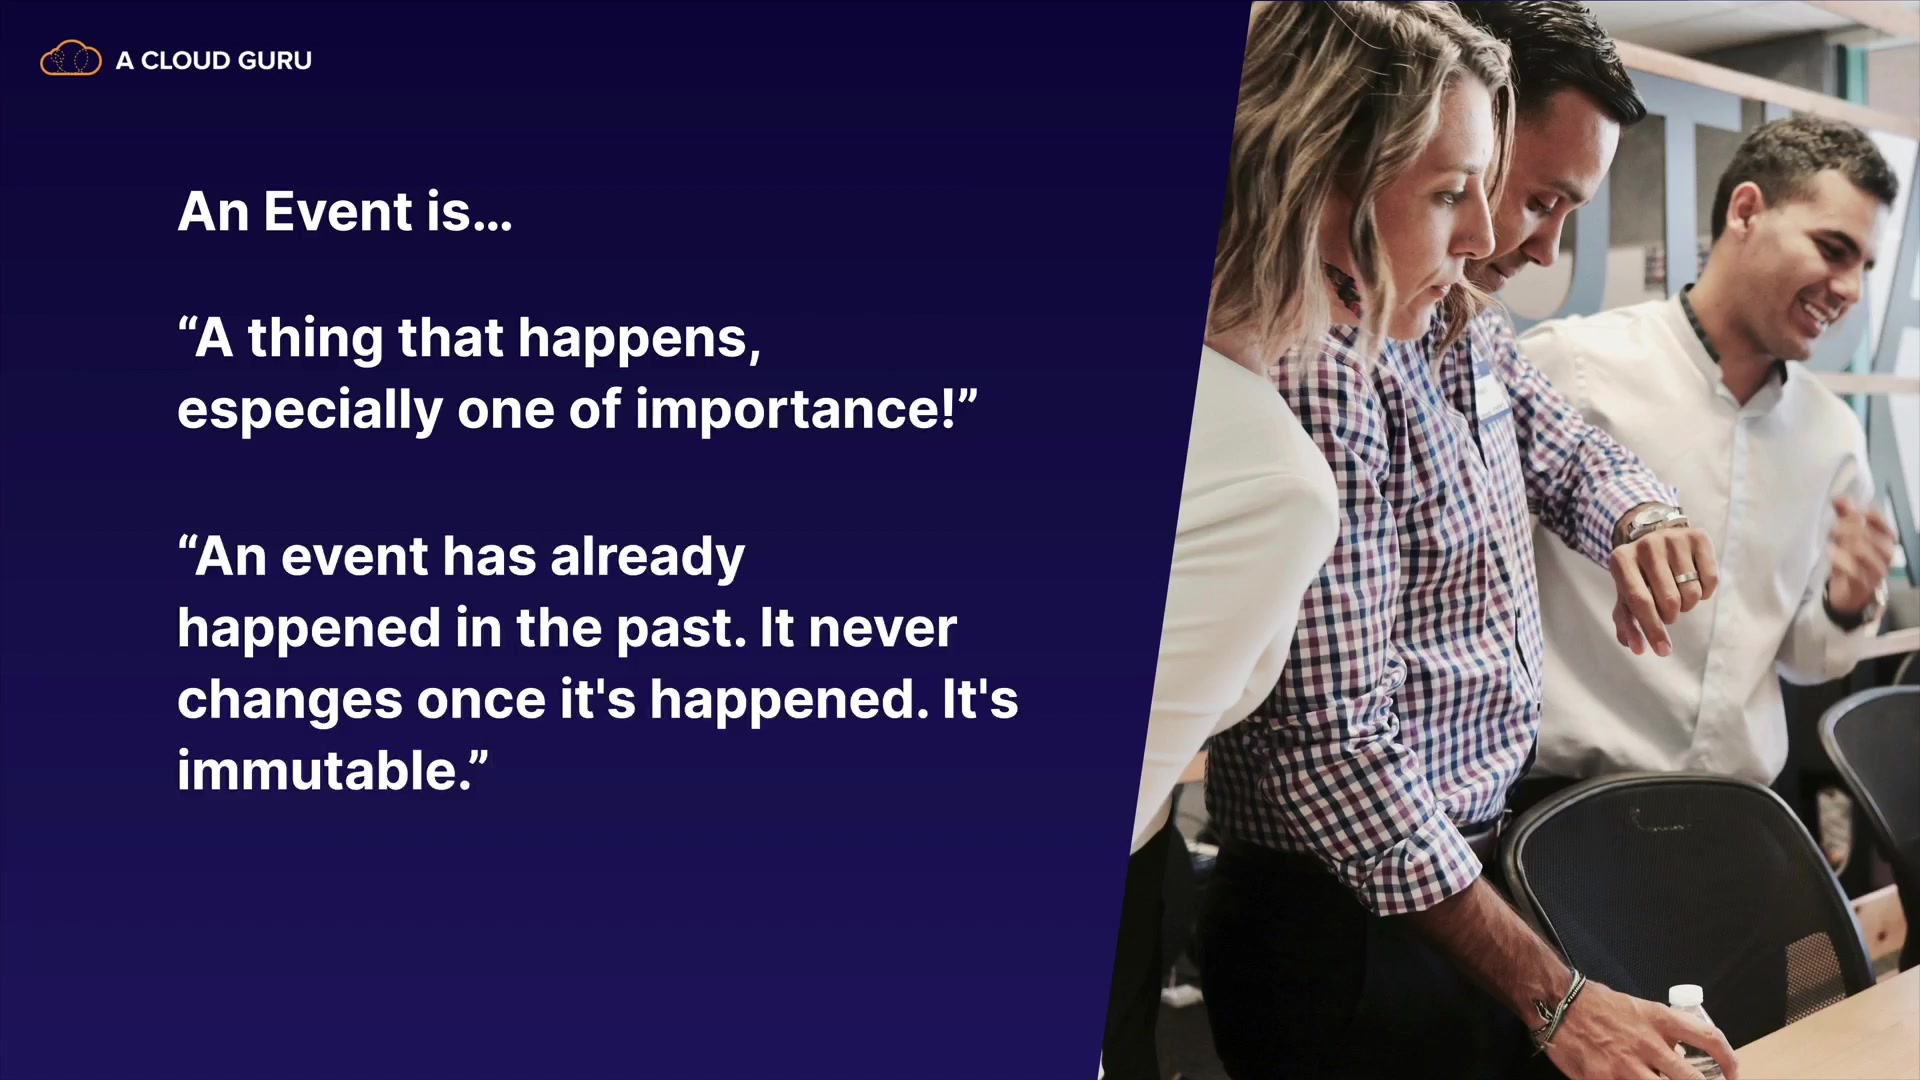 A CLOUD GURU
An Event is...
“A thing that happens,
especially one of importance!”
“An event has already
happened in the past. It never
changes once it's happened. It's
immutable.”